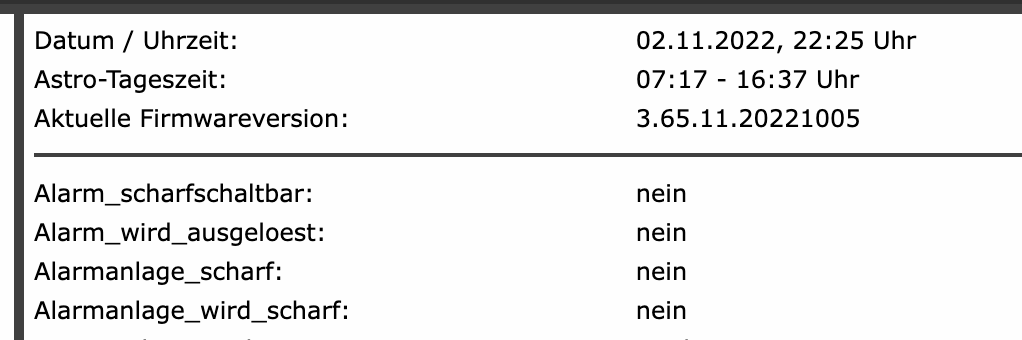 Datum / Uhrzeit: 02.11.2022, 22:25 Uhr
Astro-Tageszeit: 07:17 - 16:37 Uhr
Aktuelle Firmwareversion: 3.65.11.20221005
Alarm_scharfschaltbar: nein
Alarm_wird_ausgeloest: nein
Alarmanlage_scharf: nein
Alarmanlage_wird_scharf: nein